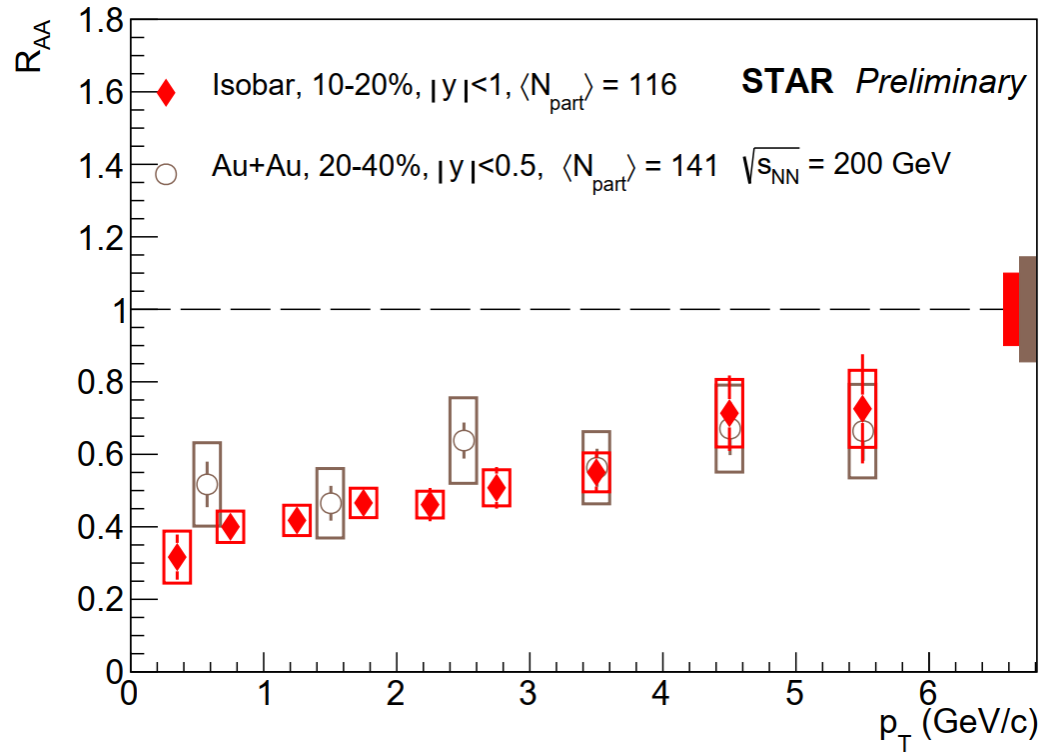 R_AA
1.8
1.6
1.4
1.2
1
0.8
0.6
0.4
0.2
0
Isobar, 10-20%, |y|<1, ⟨N_part⟩ = 116
STAR Preliminary
Au+Au, 20-40%, |y|<0.5, ⟨N_part⟩ = 141
√s_NN = 200 GeV
0 1 2 3 4 5 6
p_T (GeV/c)